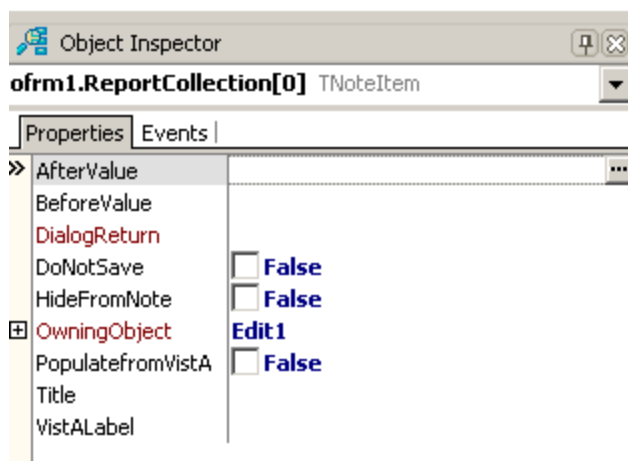 Object Inspector
ofrm1.ReportCollection[0] TNoteItem
Properties Events
AfterValue
BeforeValue
DialogReturn
DoNotSave False
HideFromNote False
OwningObject Edit1
PopulatefromVistA False
Title
VistALabel